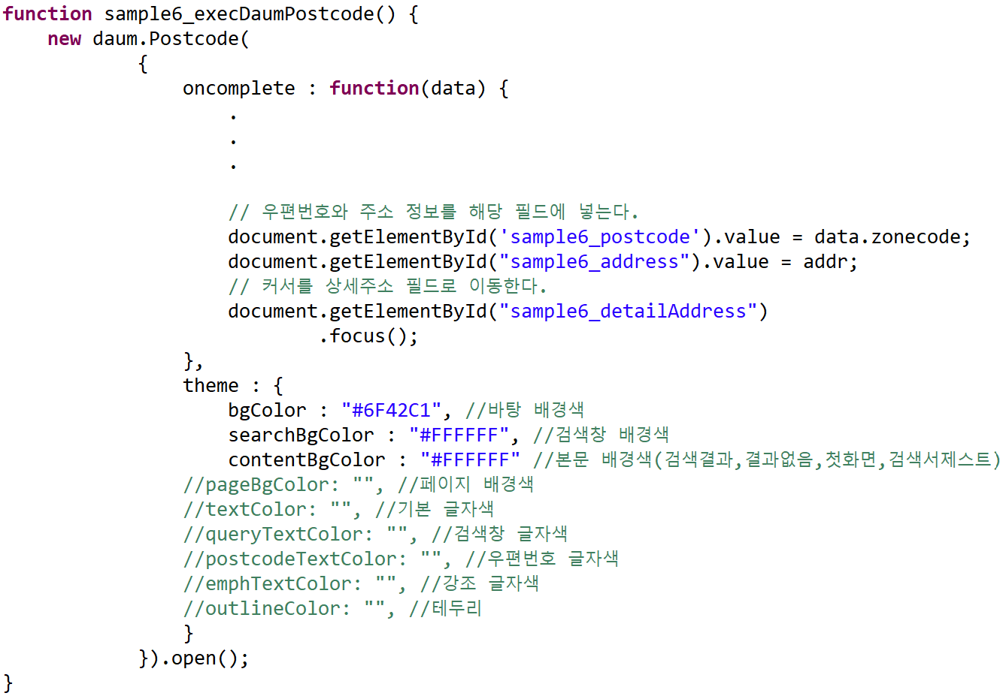 function sample6_execDaumPostcode() {
new daum.Postcode(
{
oncomplete : function(data) {
.
.
.
// 우편번호와 주소 정보를 해당 필드에 넣는다.
document.getElementById('sample6_postcode').value = data.zonecode;
document.getElementById("sample6_address").value = addr;
// 커서를 상세주소 필드로 이동한다.
document.getElementById("sample6_detailAddress")
.focus();
},
theme : {
bgColor : "#6F42C1", //바탕 배경색
searchBgColor : "#FFFFFF", //검색창 배경색
contentBgColor : "#FFFFFF" //본문 배경색(검색결과,결과없음,첫화면,검색서제스트)
//pageBgColor: "", //페이지 배경색
//textColor: "", //기본 글자색
//queryTextColor: "", //검색창 글자색
//postcodeTextColor: "", //우편번호 글자색
//emphTextColor: "", //강조 글자색
//outlineColor: "", //테두리
}
}).open();
}